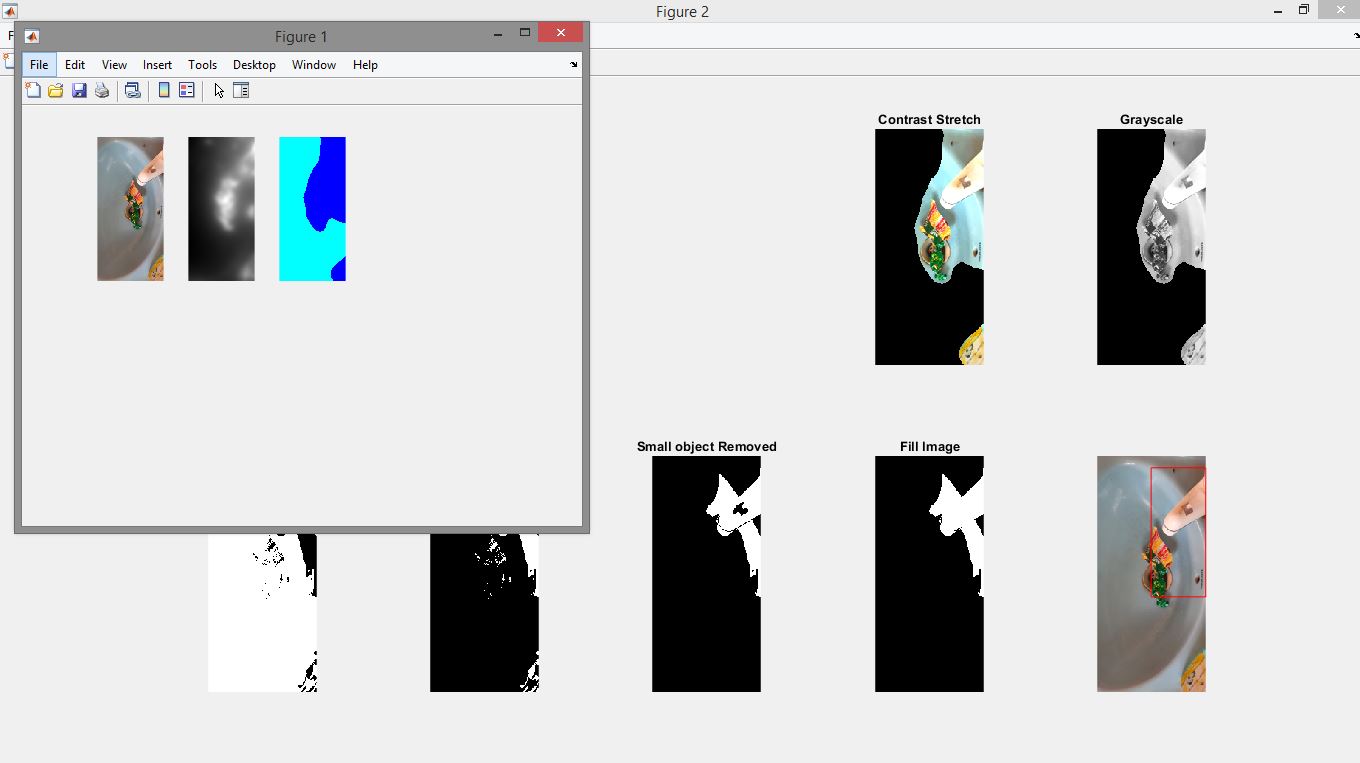 Figure 2
Figure 1
File Edit View Insert Tools Desktop Window Help
Contrast Stretch
Grayscale
Small object Removed
Fill Image